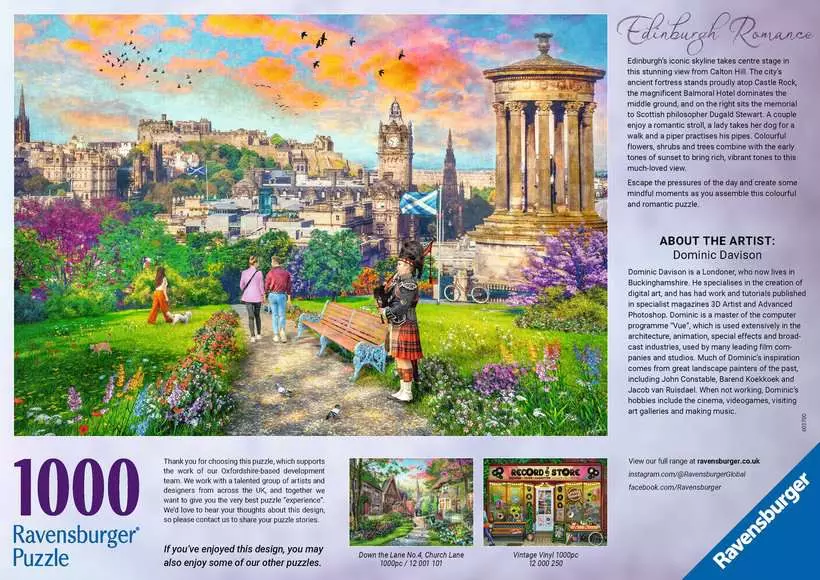 Edinburgh Romance
Edinburgh's iconic skyline takes centre stage in
this stunning view from Calton Hill. The city's
ancient fortress stands proudly atop Castle Rock,
the magnificent Balmoral Hotel dominates the
middle ground, and on the right sits the memorial
to Scottish philosopher Dugald Stewart. A couple
enjoy a romantic stroll, a lady takes her dog for a
walk and a piper practises his pipes. Colourful
flowers, shrubs and trees combine with the early
tones of sunset to bring rich, vibrant tones to this
much-loved view.
Escape the pressures of the day and create some
mindful moments as you assemble this colourful
and romantic puzzle.
ABOUT THE ARTIST:
Dominic Davison
Dominic Davison is a Londoner, who now lives in
Buckinghamshire. He specialises in the creation of
digital art, and has had work and tutorials published
in specialist magazines 3D Artist and Advanced
Photoshop. Dominic is a master of the computer
programme "Vue", which is used extensively in the
architecture, animation, special effects and broad-
cast industries, used by many leading film com-
panies and studios. Much of Dominic's inspiration
comes from great landscape painters of the past,
including John Constable, Barend Koekkoek and
Jacob van Ruisdael. When not working, Dominic's
hobbies include the cinema, videogames, visiting
art galleries and making music.
1000
Ravensburger®
Puzzle
Thank you for choosing this puzzle, which supports
the work of our Oxfordshire-based development
team. We work with a talented group of artists and
designers from across the UK, and together we
want to give you the very best puzzle "experience".
We'd love to hear your thoughts about this design,
so please contact us to share your puzzle stories.
If you've enjoyed this design, you may
also enjoy some of our other puzzles.
Down the Lane No.4, Church Lane
1000pc / 12 001 101
RECORD STORE
Vintage Vinyl 1000pc
12 000 250
View our full range at ravensburger.co.uk
instagram.com/@RavensburgerGlobal
facebook.com/Ravensburger
Ravensburger